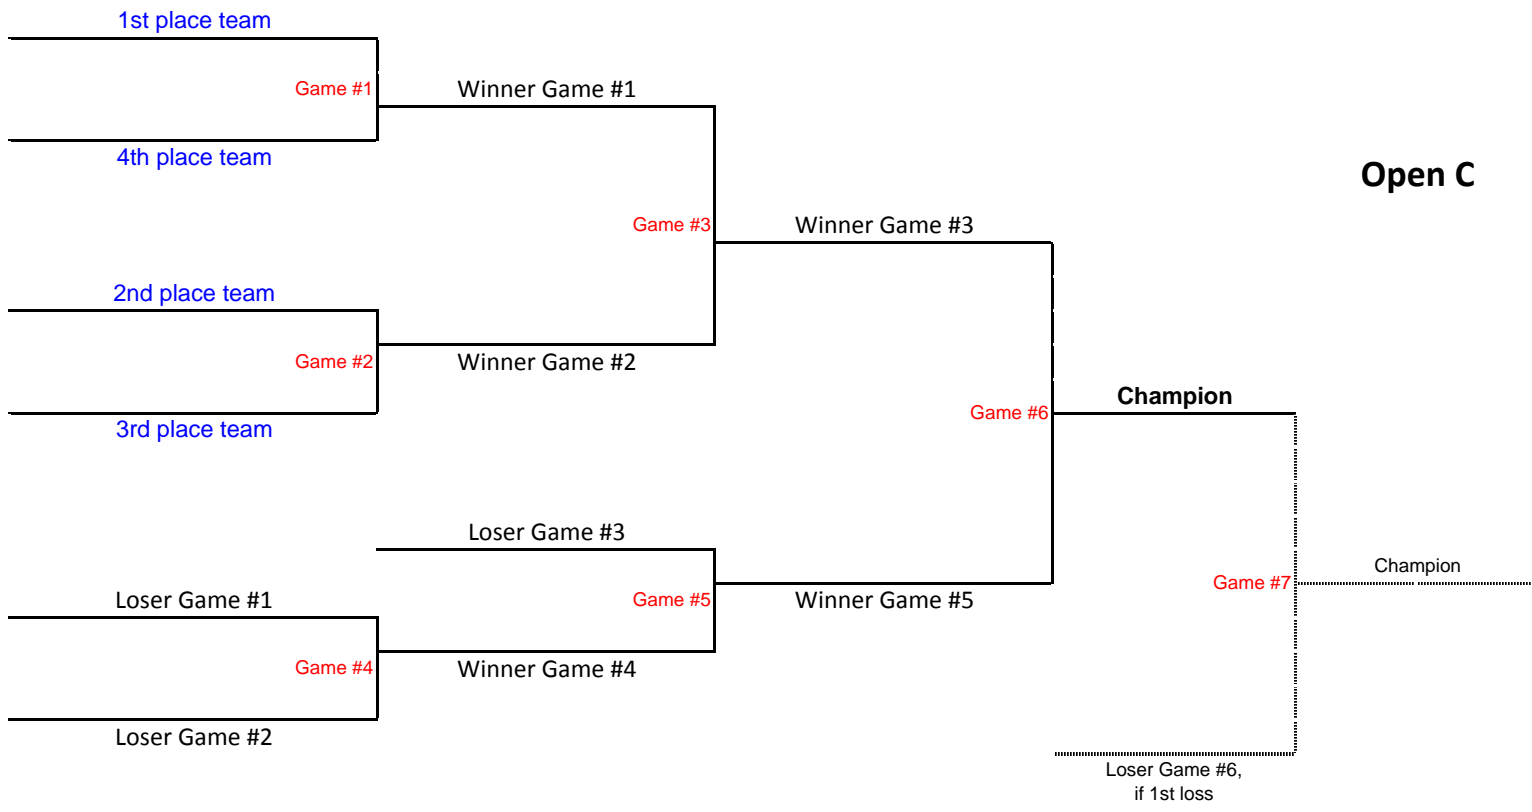 1st place team
Game #1
Winner Game #1
4th place team
Open C
Game #3
Winner Game #3
2nd place team
Game #2
Winner Game #2
Champion
Game #6
3rd place team
Loser Game #3
Champion
Game #7
Loser Game #1
Game #5
Winner Game #5
Game #4
Winner Game #4
Loser Game #2
Loser Game #6,
if 1st loss